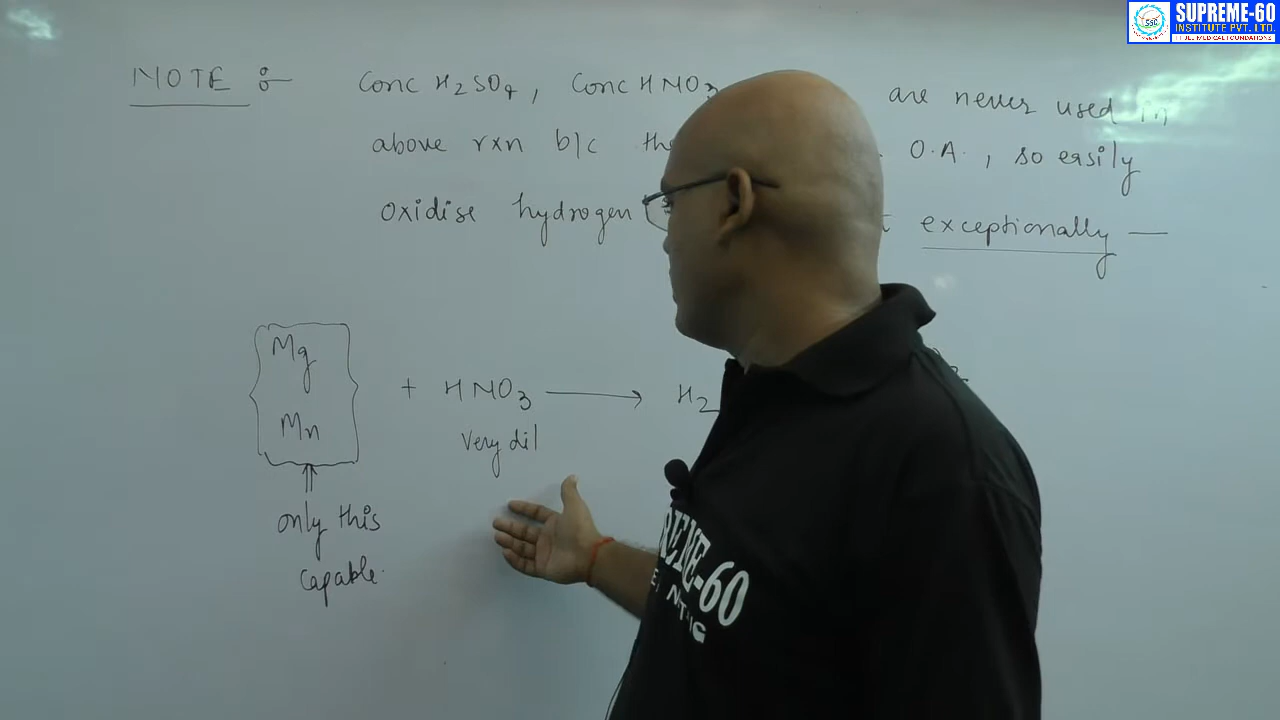 SUPREME-60
INSTITUTE PVT. LTD.
NOTE :- Conc H₂SO₄, Conc HNO₃ are never used in
above rxn b/c O.A., so easily
oxidise hydrogen exceptionally —
Mg
Mn
+ HNO₃ ⟶ H₂
Very dil
only this
capable.
60